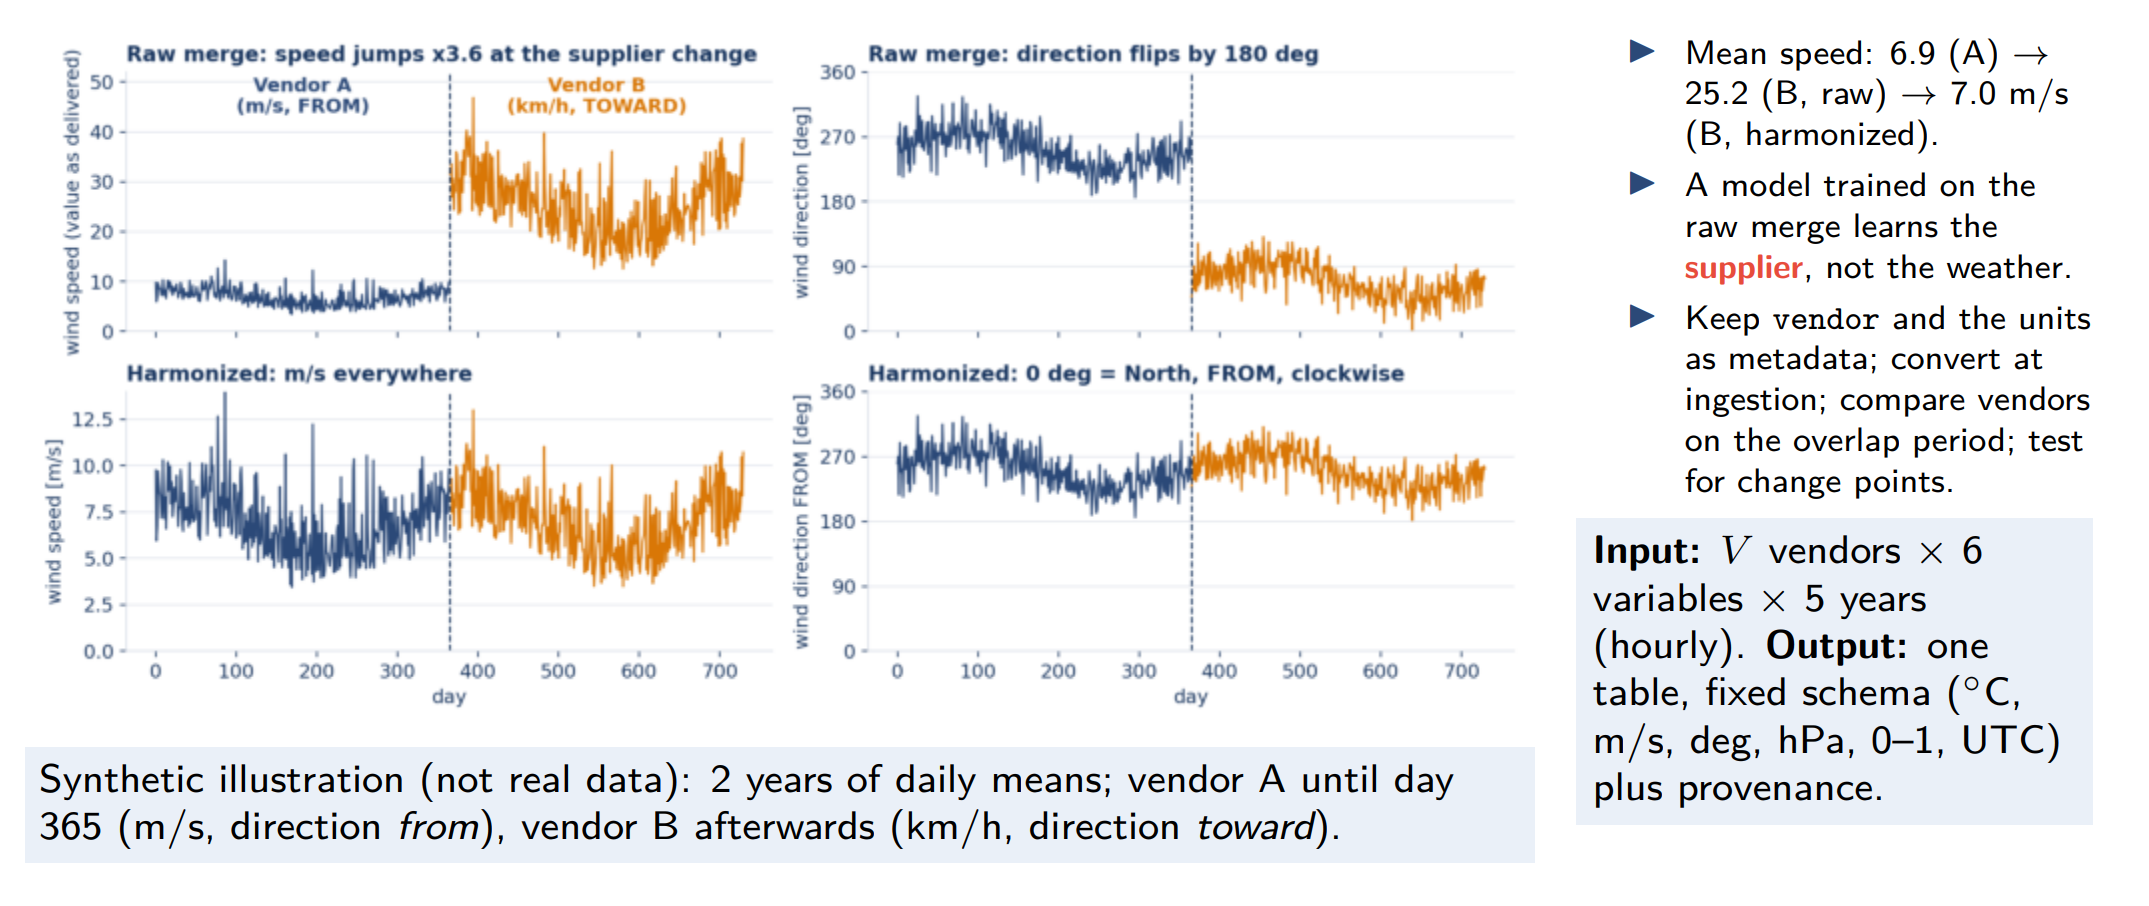 Raw merge: speed jumps x3.6 at the supplier change
wind speed (value as delivered)
50
40
30
20
10
0
Vendor A
(m/s, FROM)
Vendor B
(km/h, TOWARD)
Raw merge: direction flips by 180 deg
wind direction [deg]
360
270
180
90
0
Harmonized: m/s everywhere
wind speed [m/s]
12.5
10.0
7.5
5.0
2.5
0.0
0 100 200 300 400 500 600 700
day
Harmonized: 0 deg = North, FROM, clockwise
wind direction FROM [deg]
360
270
180
90
0
0 100 200 300 400 500 600 700
day
Synthetic illustration (not real data): 2 years of daily means; vendor A until day
365 (m/s, direction from), vendor B afterwards (km/h, direction toward).
▶ Mean speed: 6.9 (A) →
25.2 (B, raw) → 7.0 m/s
(B, harmonized).
▶ A model trained on the
raw merge learns the
supplier, not the weather.
▶ Keep vendor and the units
as metadata; convert at
ingestion; compare vendors
on the overlap period; test
for change points.
Input: V vendors × 6
variables × 5 years
(hourly). Output: one
table, fixed schema (°C,
m/s, deg, hPa, 0–1, UTC)
plus provenance.